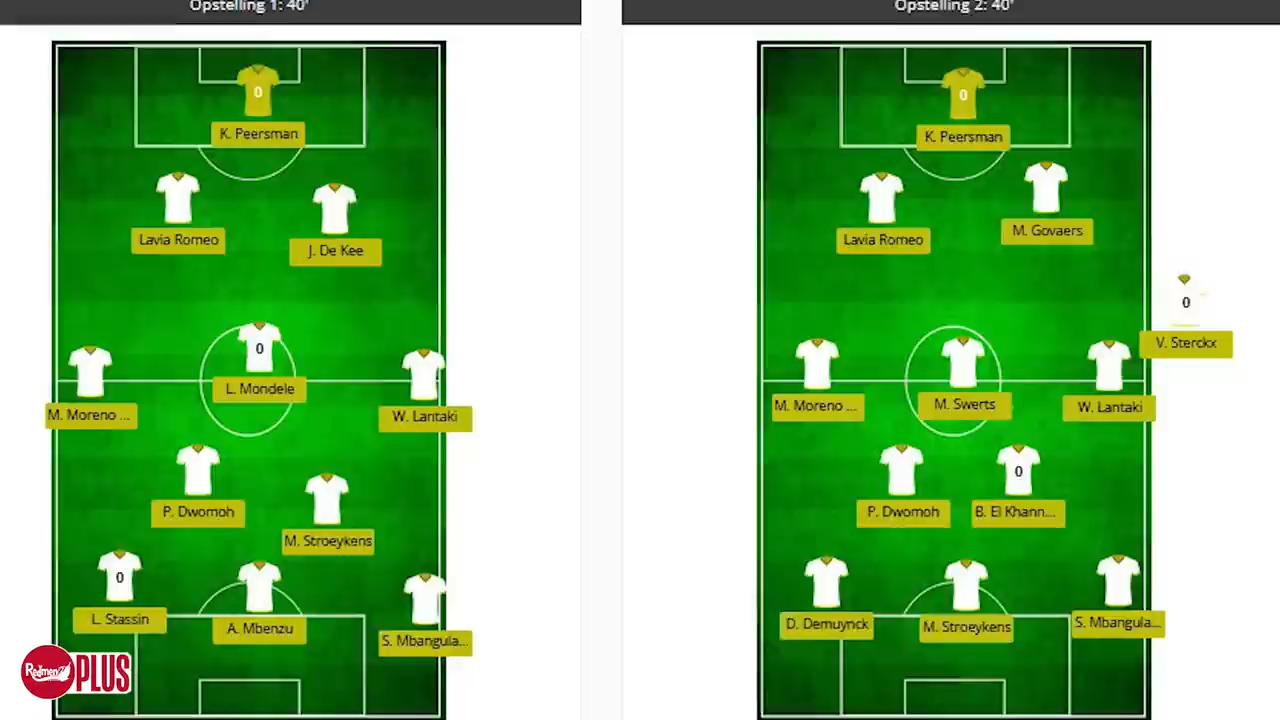 Opstelling 1: 40'
0
K. Peersman
Lavia Romeo
J. De Kee
0
L. Mondele
M. Moreno ...
W. Lantaki
P. Dwomoh
M. Stroeykens
0
L. Stassin
A. Mbenzu
S. Mbangula...
Redmen
PLUS
Opstelling 2: 40'
0
K. Peersman
Lavia Romeo
M. Govaers
0
V. Sterckx
M. Moreno ...
M. Swerts
W. Lantaki
P. Dwomoh
0
B. El Khann...
D. Demuynck
M. Stroeykens
S. Mbangula...